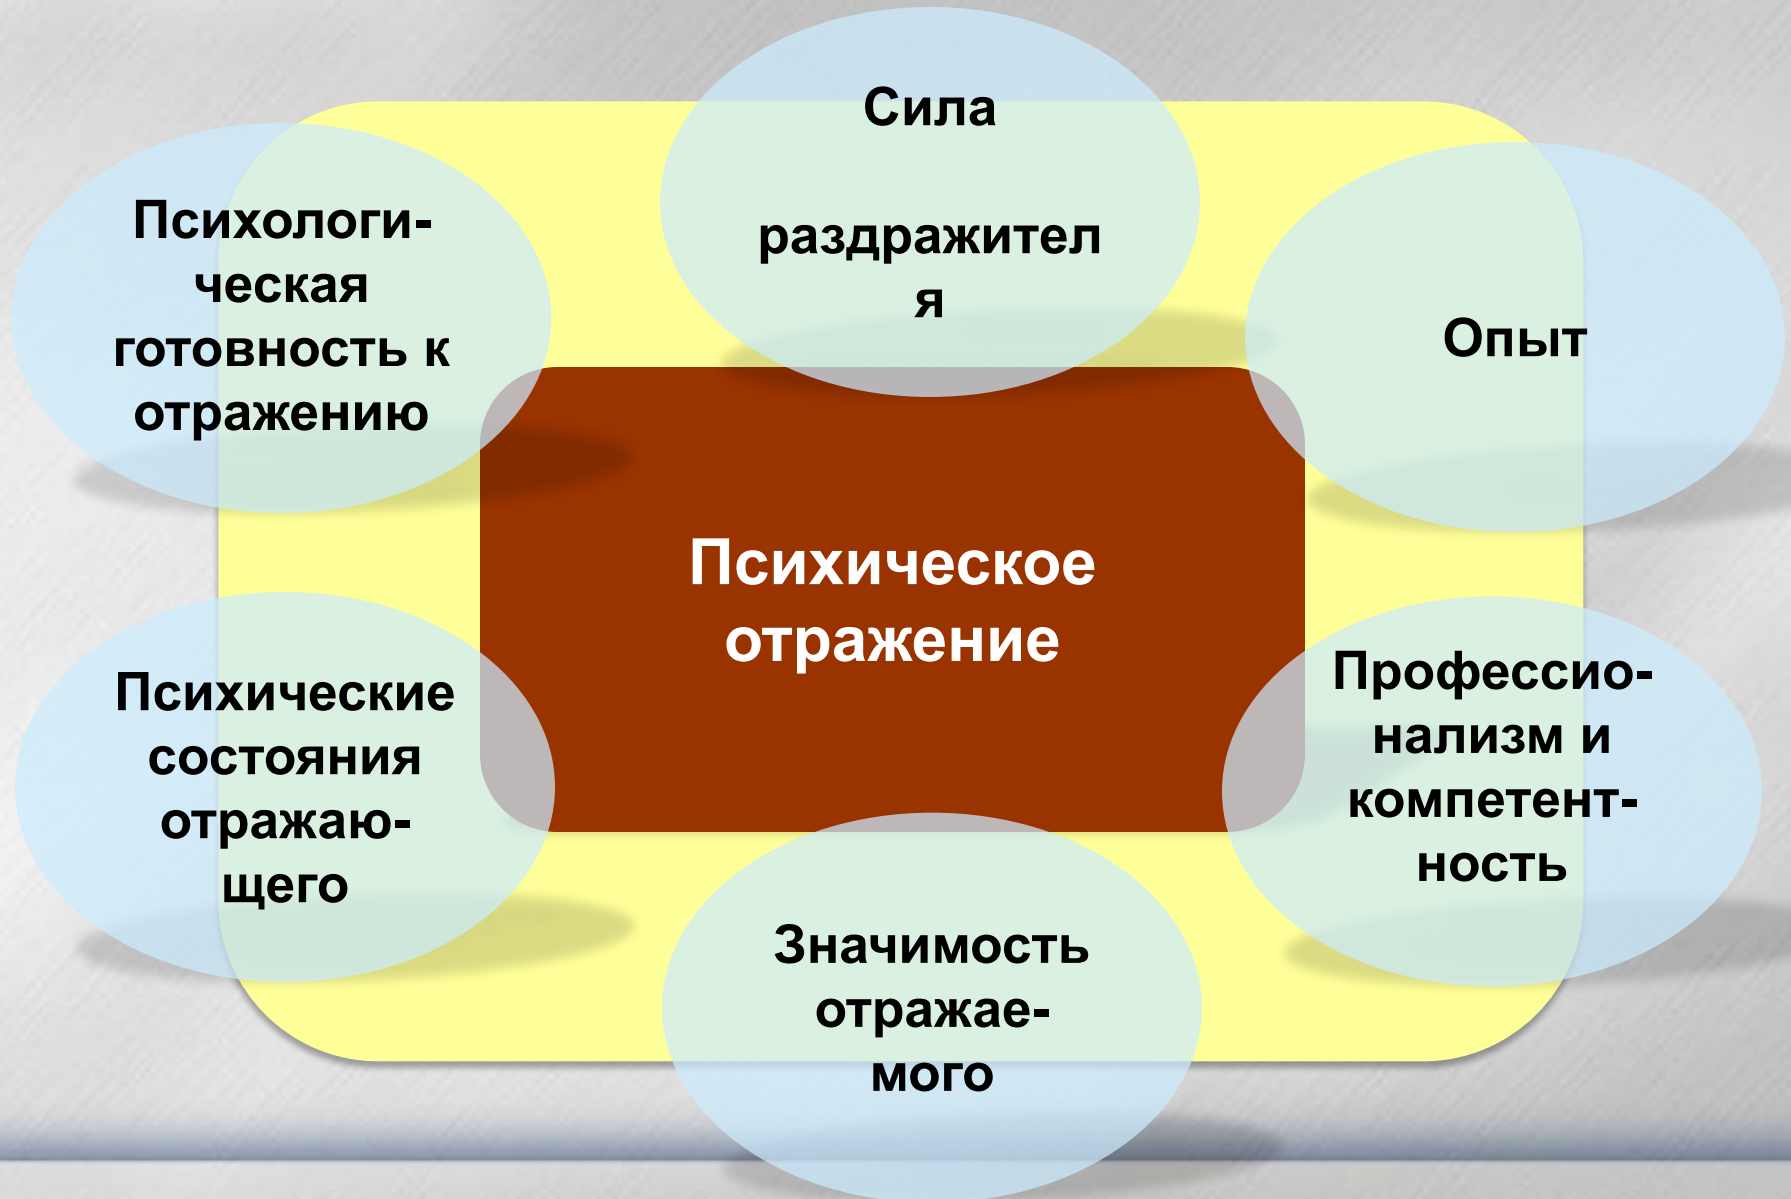 Сила
раздражител
я
Психологи-
ческая
готовность к
отражению
Опыт
Психическое
отражение
Психические
состояния
отражаю-
щего
Профессио-
нализм и
компетент-
ность
Значимость
отражае-
мого